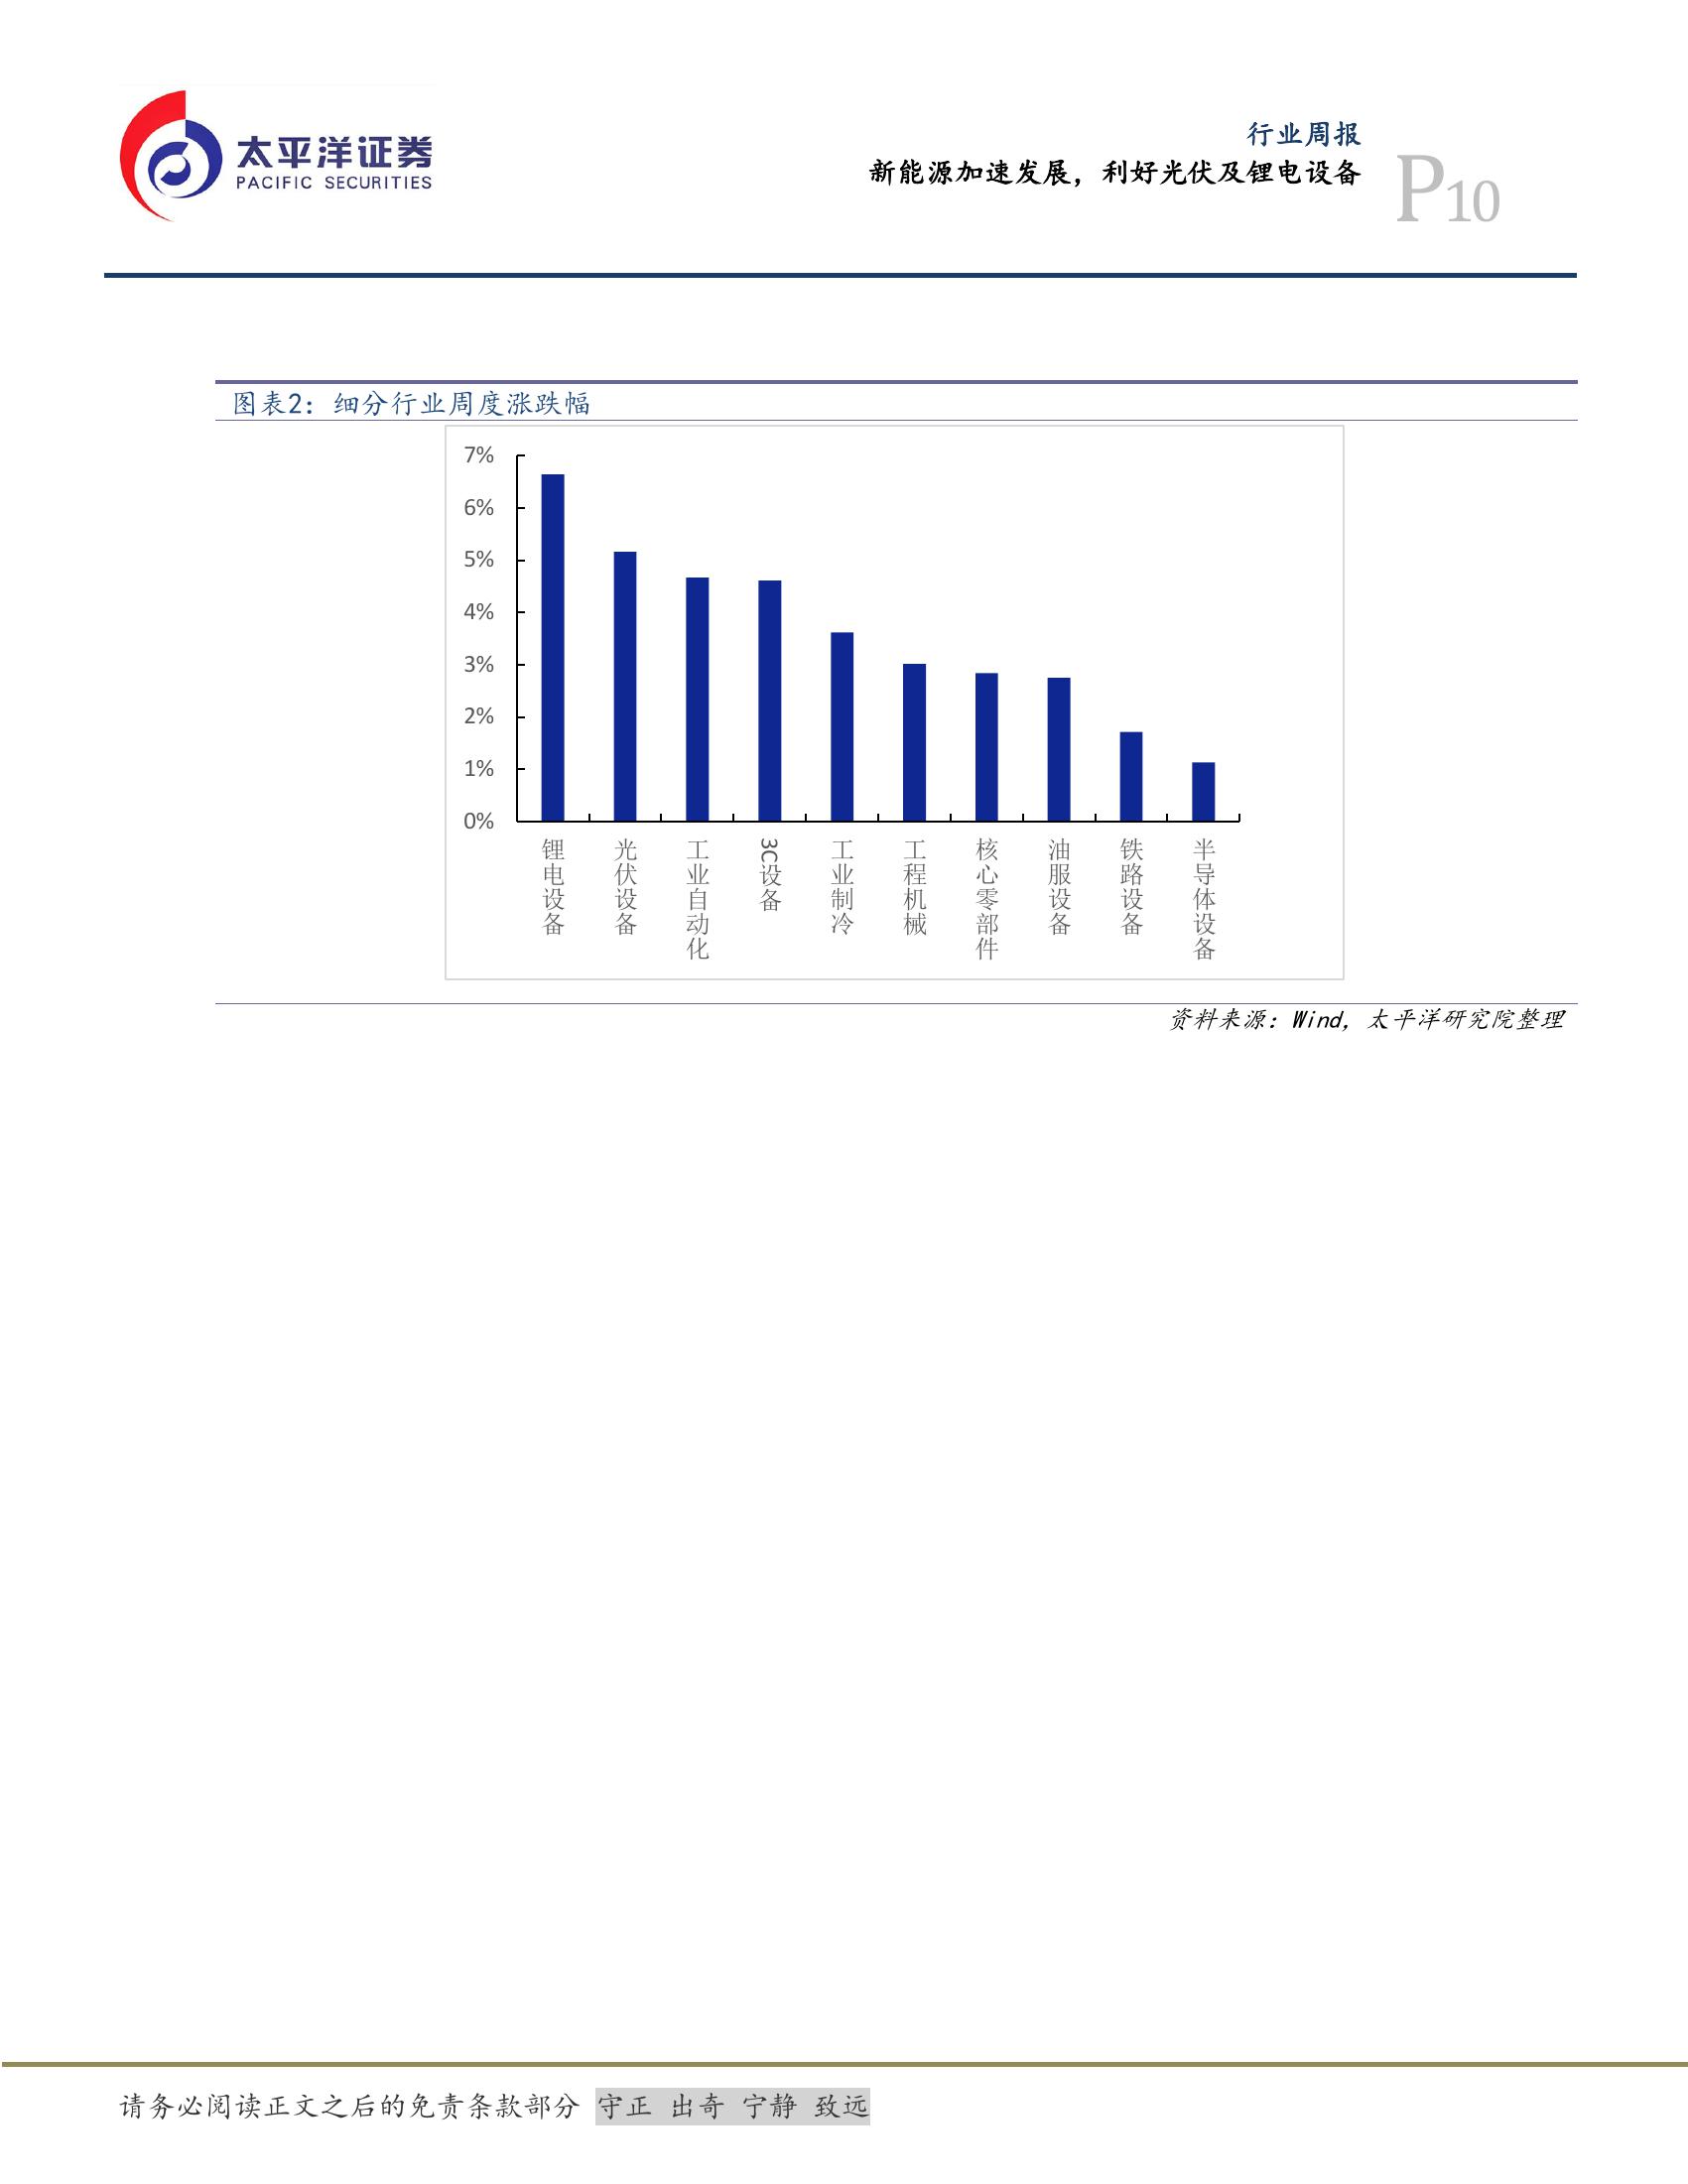 太平洋证券
PACIFIC SECURITIES
行业周报
新能源加速发展，利好光伏及锂电设备
P10
图表2：细分行业周度涨跌幅
7%
6%
5%
4%
3%
2%
1%
0%
锂电设备
光伏设备
工业自动化
3C设备
工业制冷
工程机械
核心零部件
油服设备
铁路设备
半导体设备
资料来源：Wind，太平洋研究院整理
请务必阅读正文之后的免责条款部分 守正 出奇 宁静 致远